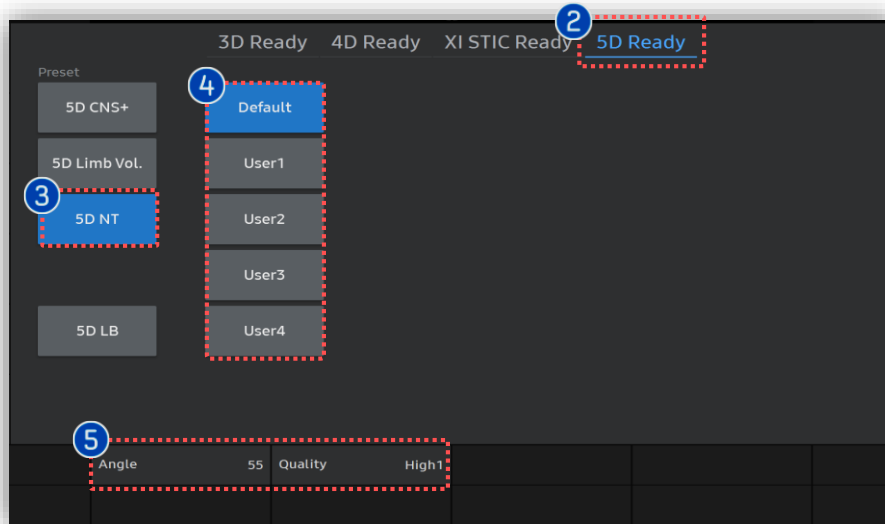 2
3D Ready 4D Ready XI STIC Ready 5D Ready
Preset
4
5D CNS+ Default
5D Limb Vol. User1
3
5D NT User2
User3
5D LB User4
5
Angle 55 Quality High1